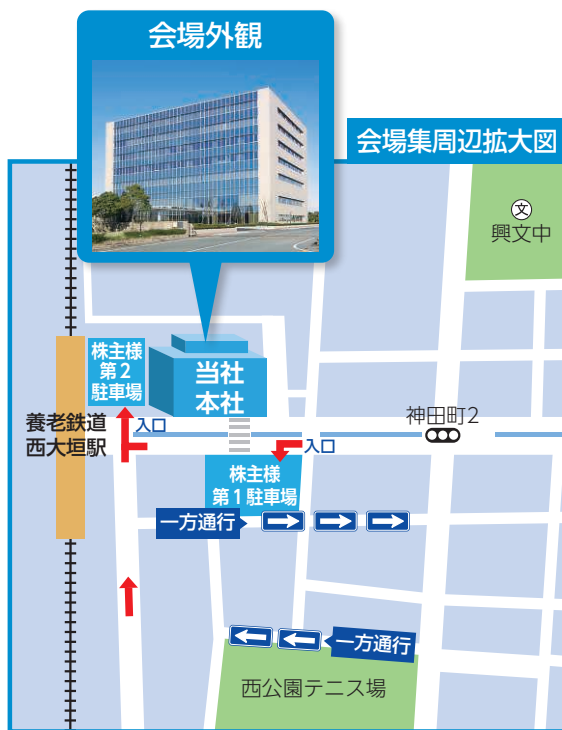 会場外観
会場集周辺拡大図
文
興文中
株主様
第2
駐車場
当社
本社
養老鉄道
西大垣駅
入口
神田町2
入口
株主様
第1駐車場
一方通行
一方通行
西公園テニス場